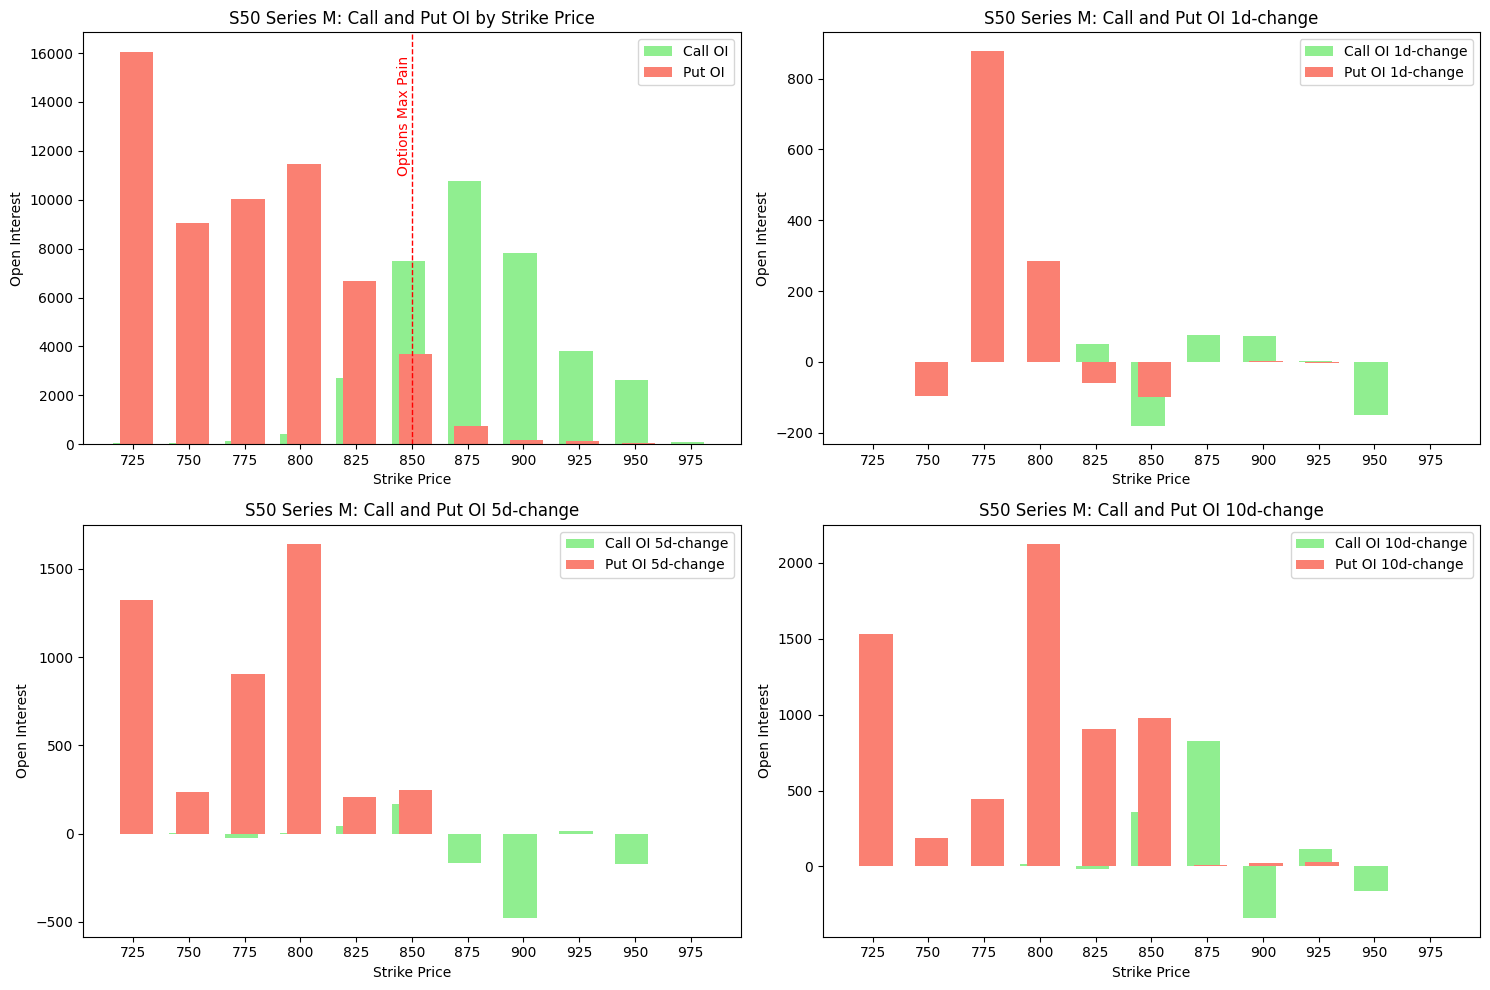 S50 Series M: Call and Put OI by Strike Price
Call OI
Put OI
Options Max Pain
Open Interest
16000
14000
12000
10000
8000
6000
4000
2000
0
725 750 775 800 825 850 875 900 925 950 975
Strike Price
S50 Series M: Call and Put OI 1d-change
Call OI 1d-change
Put OI 1d-change
Open Interest
800
600
400
200
0
−200
725 750 775 800 825 850 875 900 925 950 975
Strike Price
S50 Series M: Call and Put OI 5d-change
Call OI 5d-change
Put OI 5d-change
Open Interest
1500
1000
500
0
−500
725 750 775 800 825 850 875 900 925 950 975
Strike Price
S50 Series M: Call and Put OI 10d-change
Call OI 10d-change
Put OI 10d-change
Open Interest
2000
1500
1000
500
0
725 750 775 800 825 850 875 900 925 950 975
Strike Price